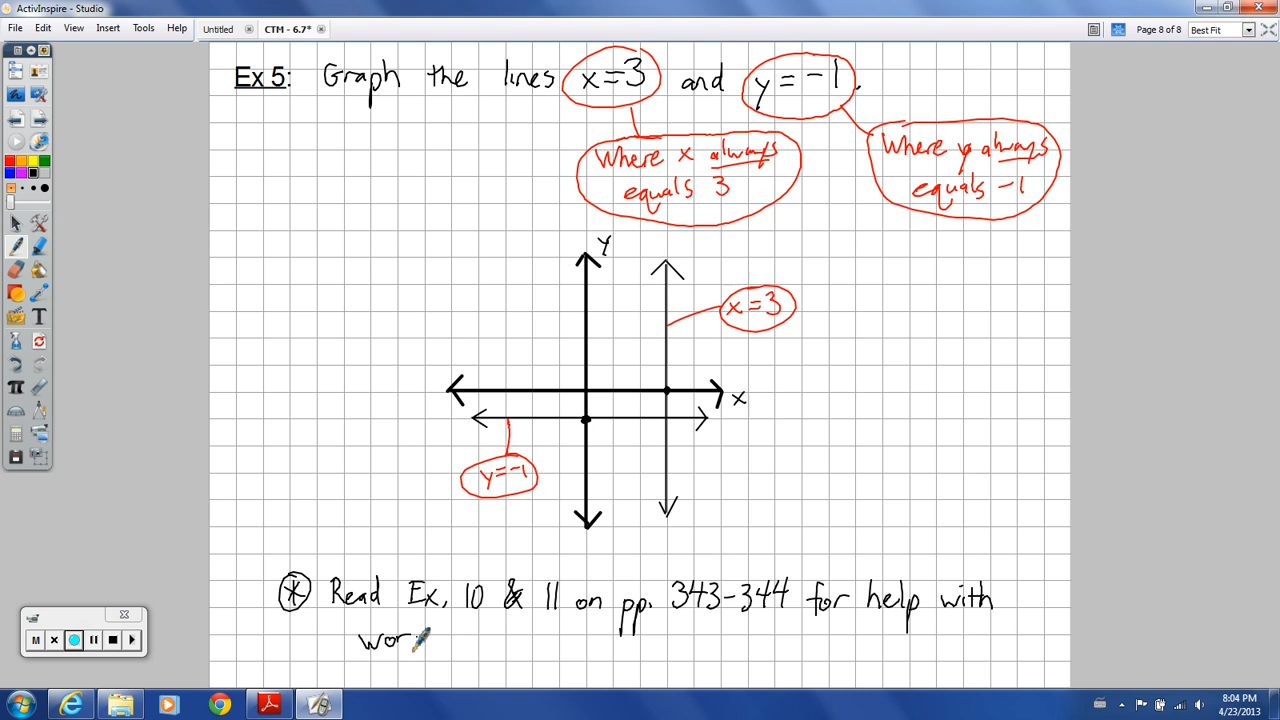 ActivInspire - Studio
File Edit View Insert Tools Help
Untitled
CTM - 6.7*
Page 8 of 8
Best Fit
Ex 5: Graph the lines x=3 and y=-1.
Where x always
equals 3
Where y always
equals -1
Y
x=3
x
y=-1
* Read Ex. 10 & 11 on pp. 343-344 for help with
wor
M
8:04 PM
4/23/2013